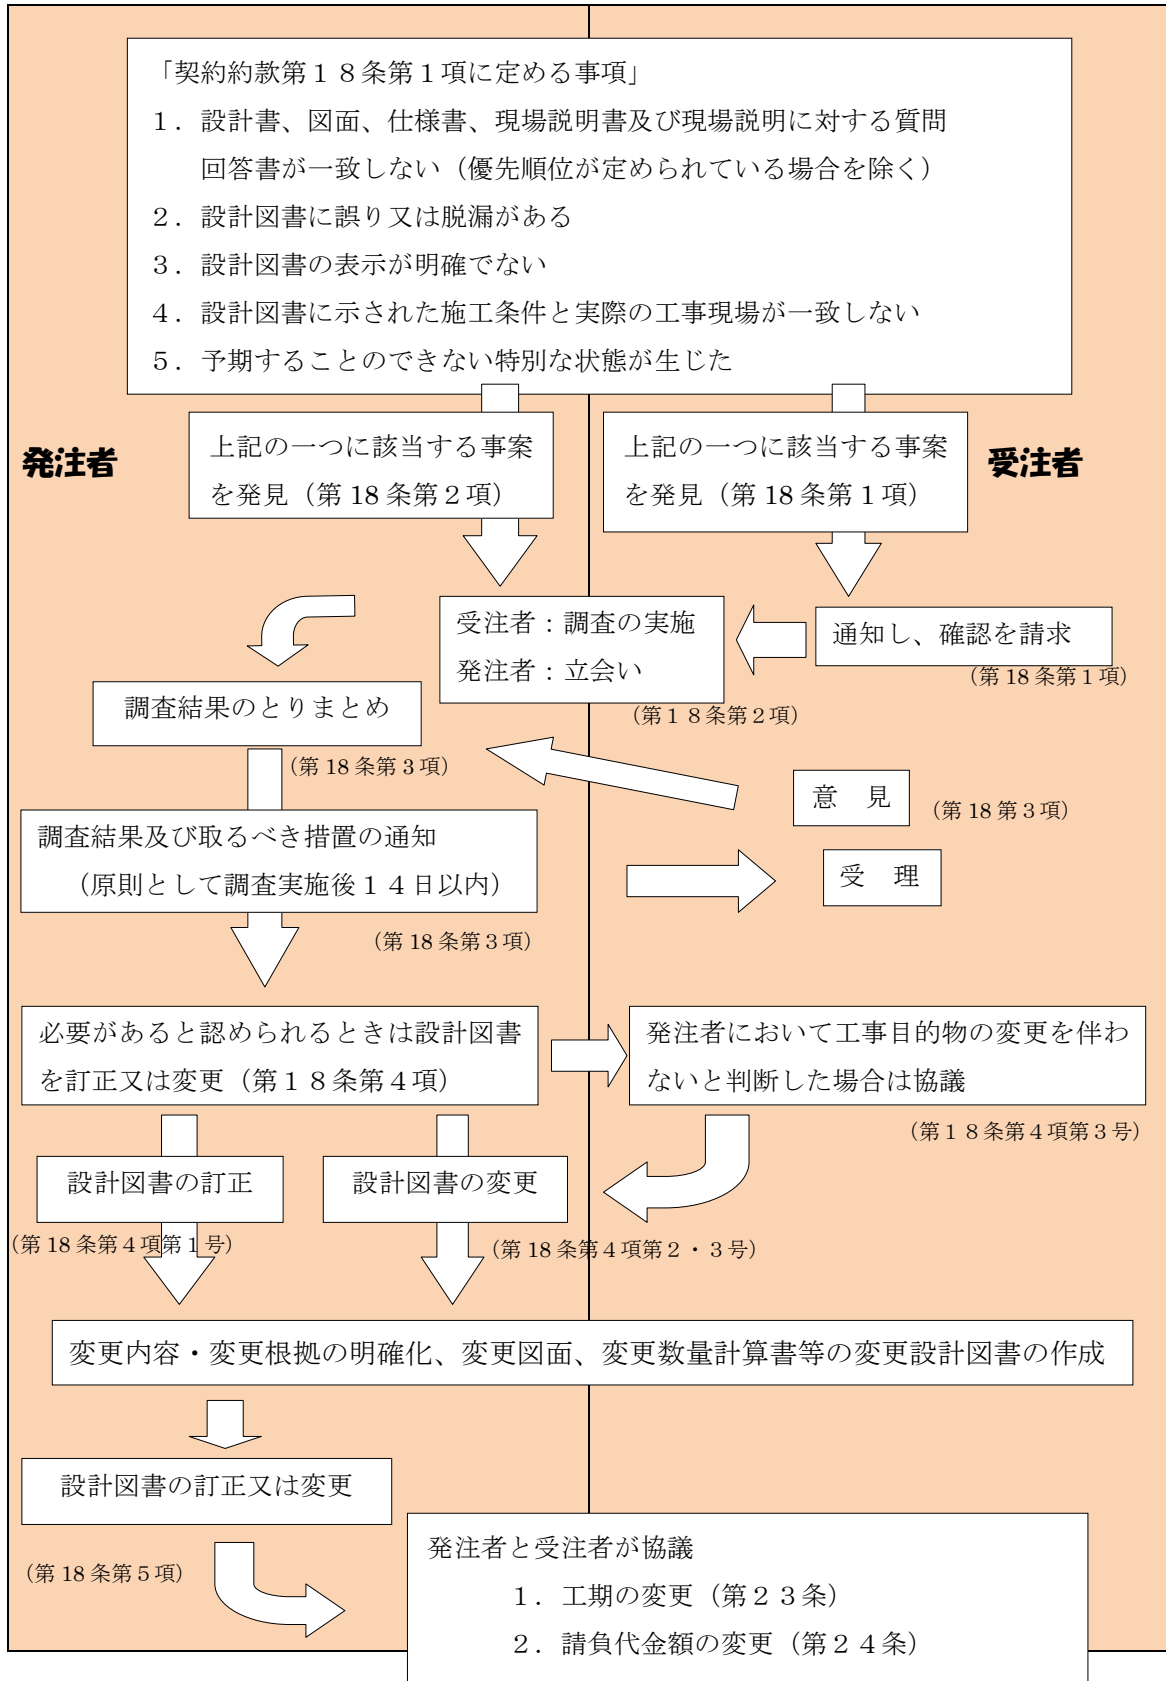 「契約約款第１８条第１項に定める事項」
１．設計書、図面、仕様書、現場説明書及び現場説明に対する質問
回答書が一致しない（優先順位が定められている場合を除く）
２．設計図書に誤り又は脱漏がある
３．設計図書の表示が明確でない
４．設計図書に示された施工条件と実際の工事現場が一致しない
５．予期することのできない特別な状態が生じた
発注者
上記の一つに該当する事案
を発見（第 18 条第２項）
上記の一つに該当する事案
を発見（第 18 条第１項）
受注者
受注者：調査の実施
発注者：立会い
（第１８条第２項）
通知し、確認を請求
（第 18 条第１項）
調査結果のとりまとめ
（第 18 条第３項）
意　見
（第 18 第３項）
調査結果及び取るべき措置の通知
（原則として調査実施後１４日以内）
（第 18 条第３項）
受　理
必要があると認められるときは設計図書
を訂正又は変更（第１８条第４項）
発注者において工事目的物の変更を伴わ
ないと判断した場合は協議
（第１８条第４項第３号）
設計図書の訂正
（第 18 条第４項第１号）
設計図書の変更
（第 18 条第４項第２・３号）
変更内容・変更根拠の明確化、変更図面、変更数量計算書等の変更設計図書の作成
設計図書の訂正又は変更
（第 18 条第５項）
発注者と受注者が協議
１．工期の変更（第２３条）
２．請負代金額の変更（第２４条）